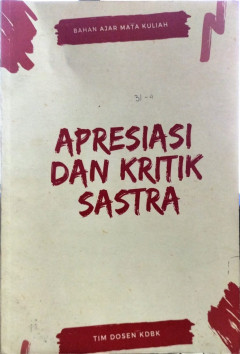 BAHAN AJAR MATA KULIAH
APRESIASI
DAN KRITIK
SASTRA
TIM DOSEN KDBK